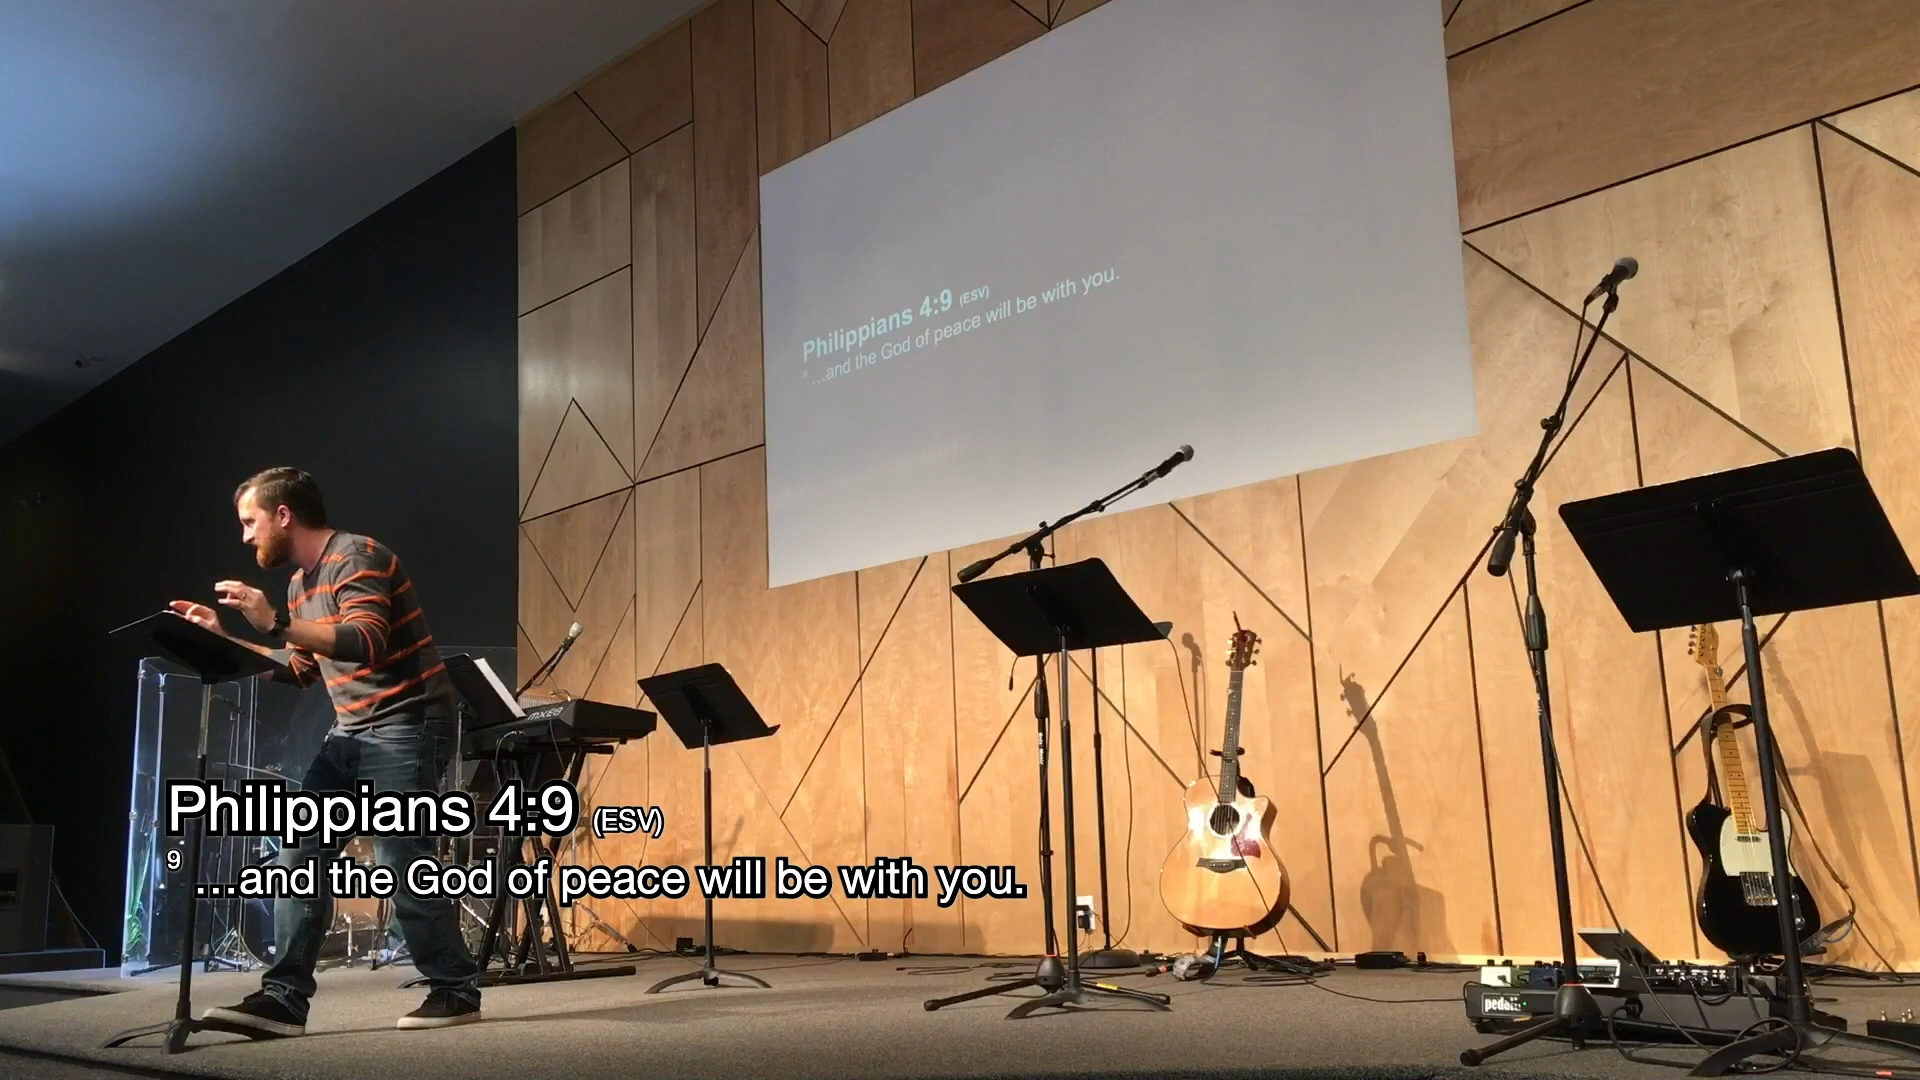 Philippians 4:9 (ESV)
9 ...and the God of peace will be with you.
MX88
Philippians 4:9 (ESV)
9 ...and the God of peace will be with you.